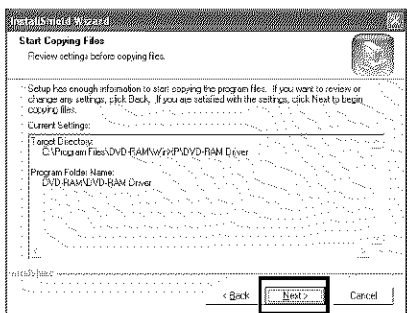 InstallShield Wizard
Start Copying Files
Review settings before copying files.
Setup has enough information to start copying the program files. If you want to review or
change any settings, click Back. If you are satisfied with the settings, click Next to begin
copying files.
Current Settings:
Target Directory:
C:\Program Files\DVD-RAM\WinXP\DVD-RAM Driver
Program Folder Name:
DVD-RAM\DVD-RAM Driver
InstallShield
< Back
Next >
Cancel